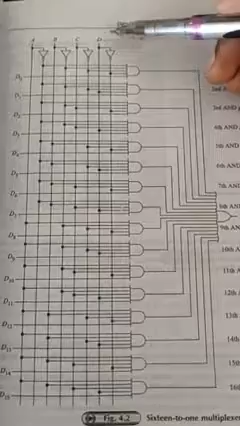 A B C D
D0
D1
D2
D3
D4
D5
D6
D7
D8
D9
D10
D11
D12
D13
D14
D15
2nd AND
3rd AND
4th AND
5th AND
6th AND
7th AND
8th AND
9th AND
10th A
11th A
12th A
13th
14th
15th
16th
Fig. 4.2 Sixteen-to-one multiplexer